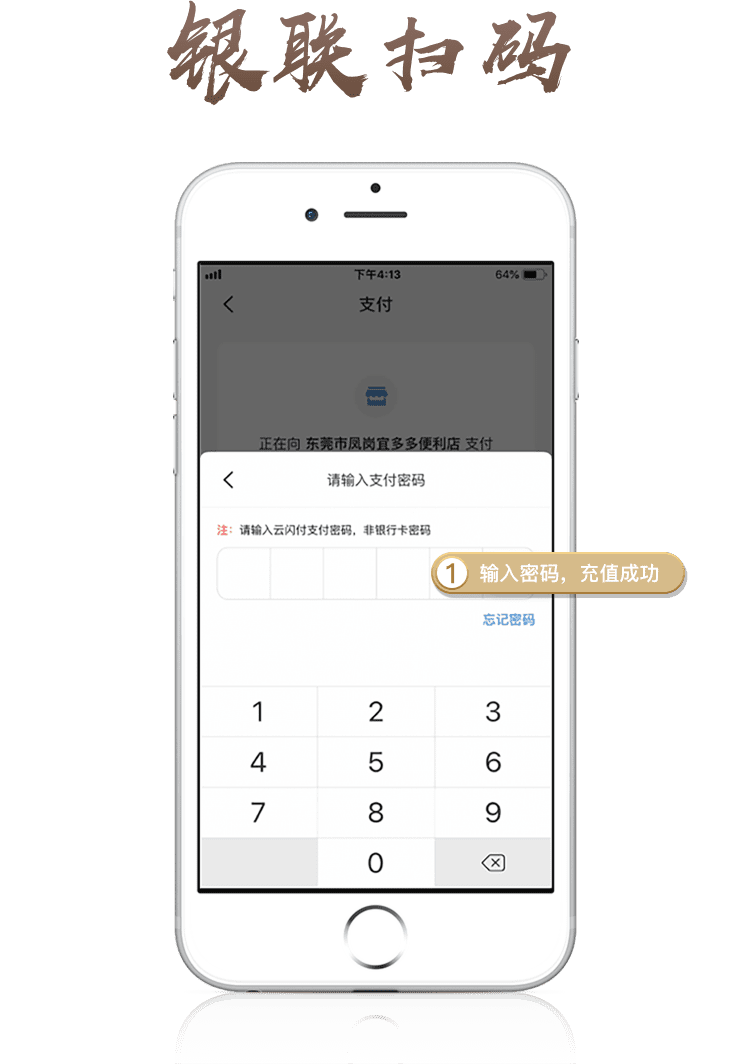 银联扫码
下午4:13
64%
支付
正在向 东莞市凤岗宜多多便利店 支付
请输入支付密码
注：请输入云闪付支付密码，非银行卡密码
1 输入密码，充值成功
忘记密码
1 2 3
4 5 6
7 8 9
0